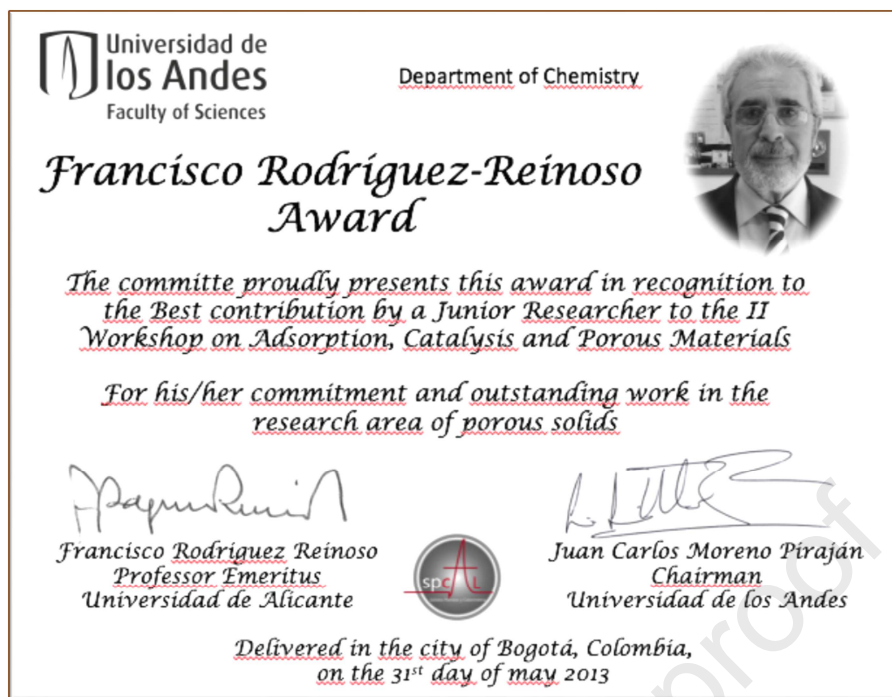 Universidad de
los Andes
Faculty of Sciences
Department of Chemistry
Francisco Rodríguez-Reinoso
Award
The committe proudly presents this award in recognition to
the Best contribution by a Junior Researcher to the II
Workshop on Adsorption, Catalysis and Porous Materials
For his/her commitment and outstanding work in the
research area of porous solids
Francisco Rodríguez Reinoso
Professor Emeritus
Universidad de Alicante
spcAL
Juan Carlos Moreno Piraján
Chairman
Universidad de los Andes
Delivered in the city of Bogotá, Colombia,
on the 31st day of may 2013
proof